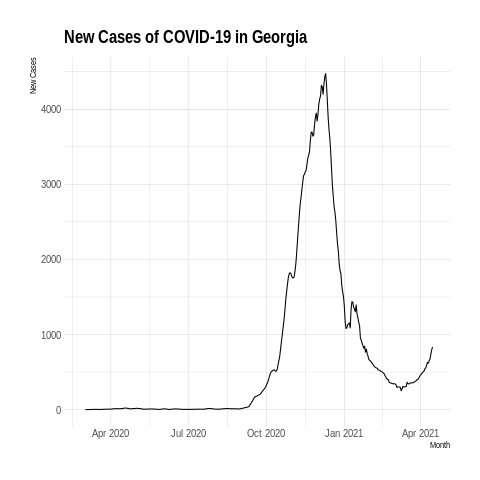 New Cases of COVID-19 in Georgia
New Cases
4000
3000
2000
1000
0
Apr 2020 Jul 2020 Oct 2020 Jan 2021 Apr 2021
Month